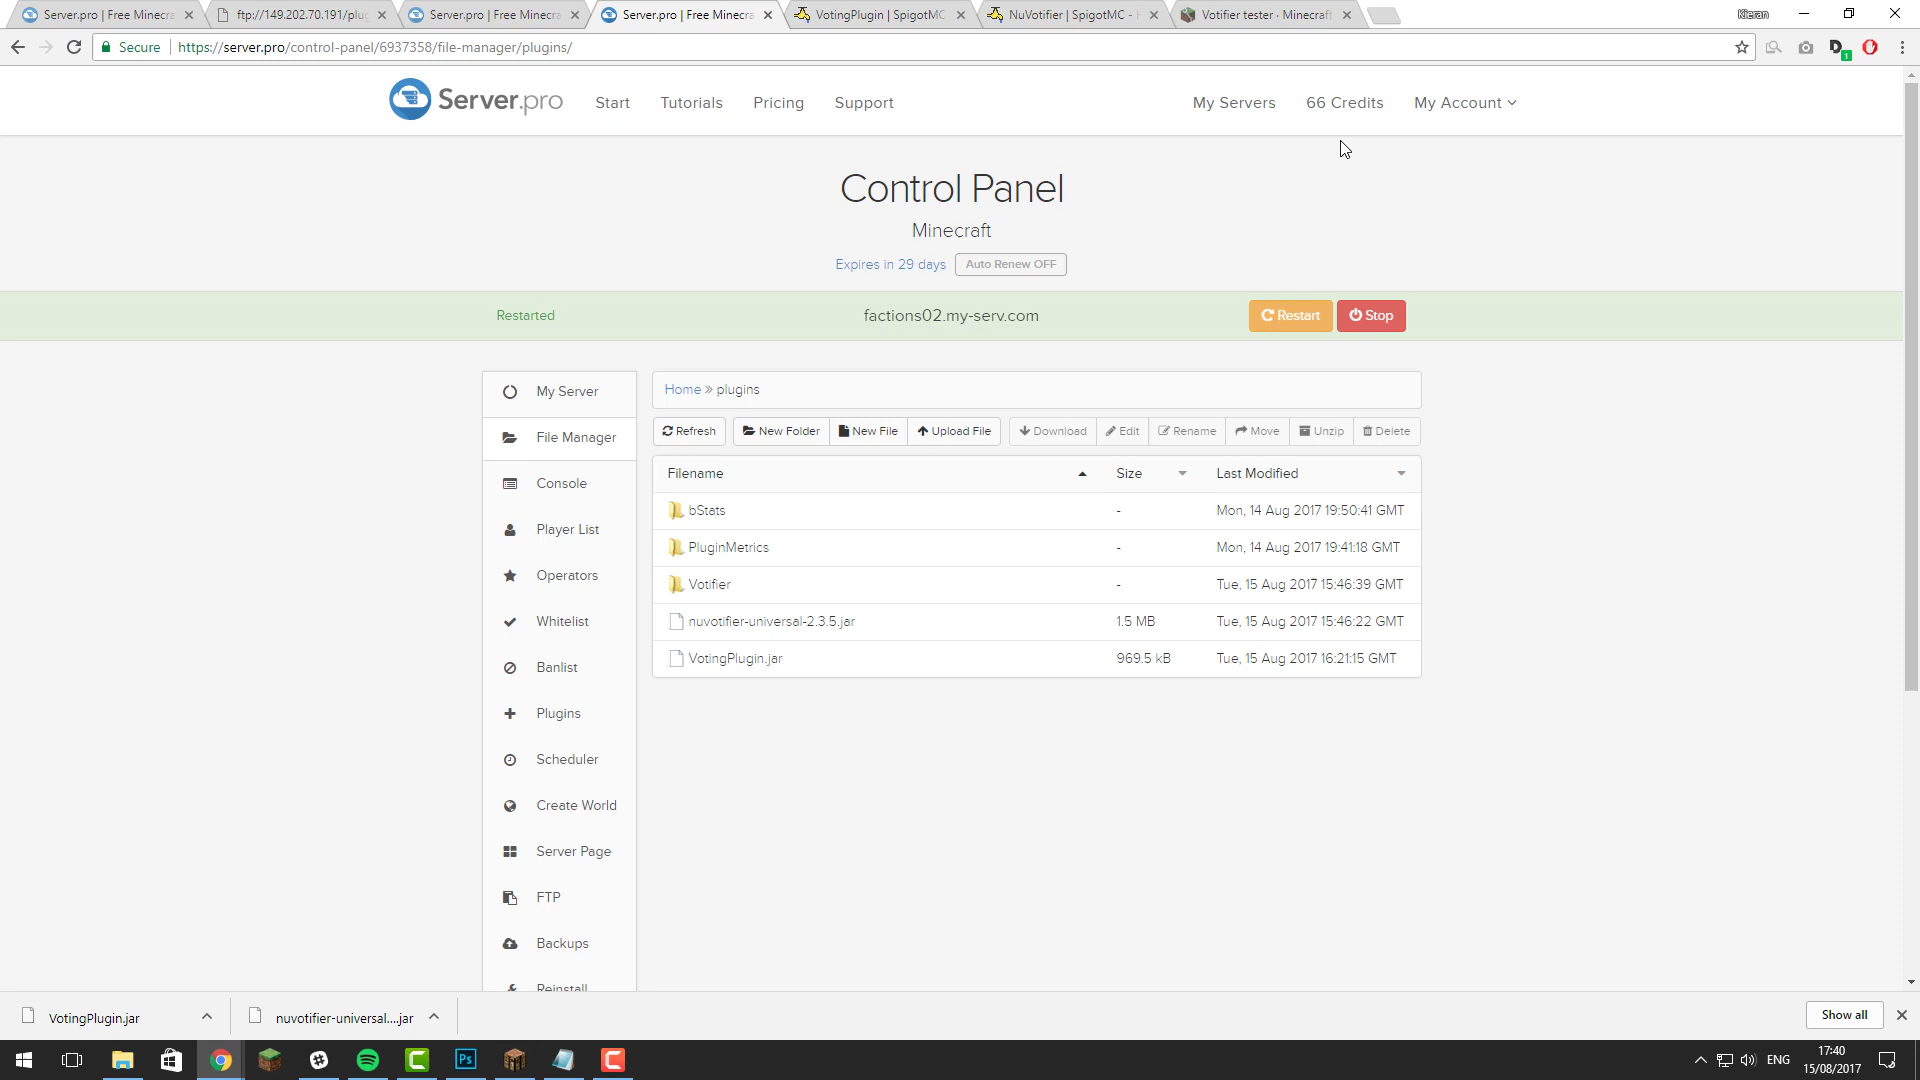 Server.pro | Free Minecra
ftp://149.202.70.191/plug
Server.pro | Free Minecra
Server.pro | Free Minecra
VotingPlugin | SpigotMC
NuVotifier | SpigotMC - H
Votifier tester · Minecraft
Kieran
Secure
https://server.pro/control-panel/6937358/file-manager/plugins/
D 1
Server.pro
Start
Tutorials
Pricing
Support
My Servers
66 Credits
My Account
Control Panel
Minecraft
Expires in 29 days
Auto Renew OFF
Restarted
factions02.my-serv.com
Restart
Stop
My Server
File Manager
Console
Player List
Operators
Whitelist
Banlist
Plugins
Scheduler
Create World
Server Page
FTP
Backups
Reinstall
Home » plugins
Refresh
New Folder
New File
Upload File
Download
Edit
Rename
Move
Unzip
Delete
Filename Size Last Modified
bStats - Mon, 14 Aug 2017 19:50:41 GMT
PluginMetrics - Mon, 14 Aug 2017 19:41:18 GMT
Votifier - Tue, 15 Aug 2017 15:46:39 GMT
nuvotifier-universal-2.3.5.jar 1.5 MB Tue, 15 Aug 2017 15:46:22 GMT
VotingPlugin.jar 969.5 kB Tue, 15 Aug 2017 16:21:15 GMT
VotingPlugin.jar
nuvotifier-universal....jar
Show all
Ps
ENG
17:40
15/08/2017